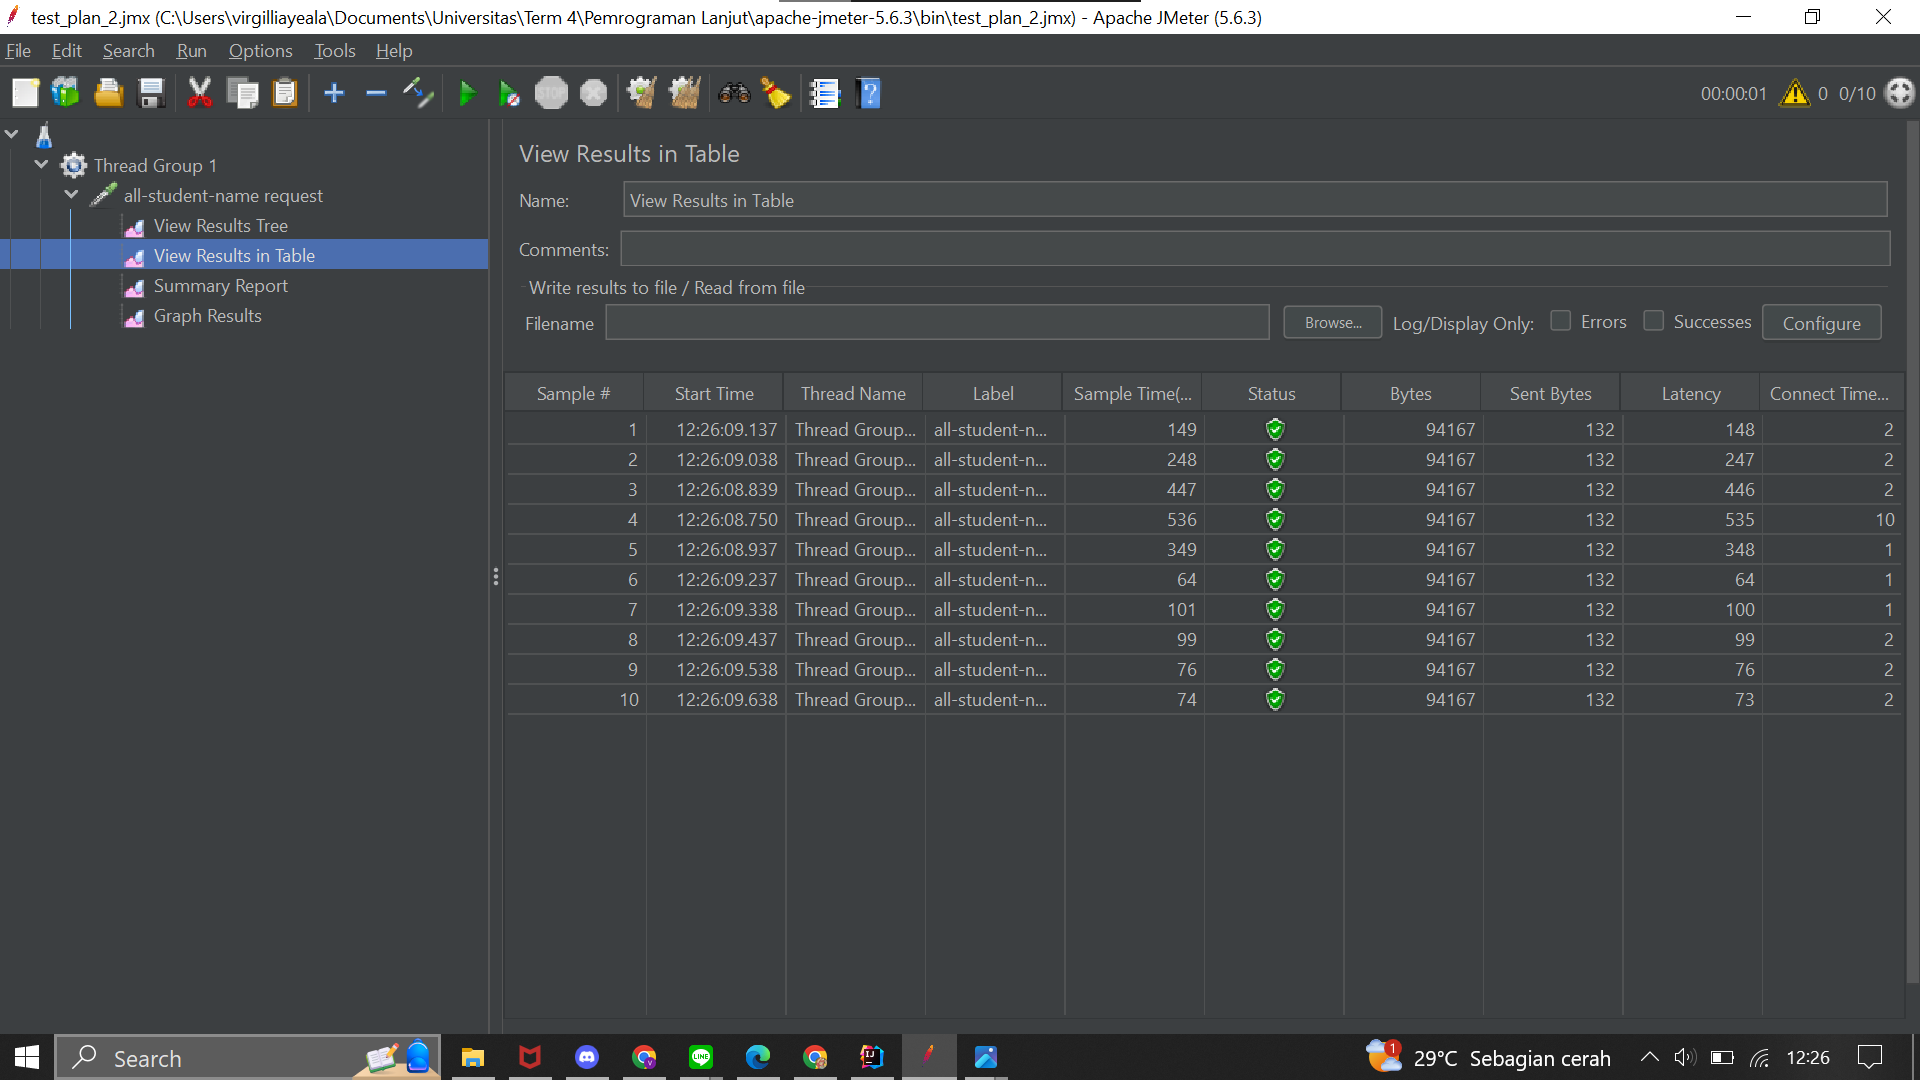 test_plan_2.jmx (C:\Users\virgilliayeala\Documents\Universitas\Term 4\Pemrograman Lanjut\apache-jmeter-5.6.3\bin\test_plan_2.jmx) - Apache JMeter (5.6.3)
File Edit Search Run Options Tools Help
STOP
00:00:01 0 0/10
Thread Group 1
all-student-name request
View Results Tree
View Results in Table
Summary Report
Graph Results
View Results in Table
Name: View Results in Table
Comments:
Write results to file / Read from file
Filename Browse... Log/Display Only: Errors Successes Configure
Sample # Start Time Thread Name Label Sample Time(... Status Bytes Sent Bytes Latency Connect Time...
1 12:26:09.137 Thread Group... all-student-n... 149 94167 132 148 2
2 12:26:09.038 Thread Group... all-student-n... 248 94167 132 247 2
3 12:26:08.839 Thread Group... all-student-n... 447 94167 132 446 2
4 12:26:08.750 Thread Group... all-student-n... 536 94167 132 535 10
5 12:26:08.937 Thread Group... all-student-n... 349 94167 132 348 1
6 12:26:09.237 Thread Group... all-student-n... 64 94167 132 64 1
7 12:26:09.338 Thread Group... all-student-n... 101 94167 132 100 1
8 12:26:09.437 Thread Group... all-student-n... 99 94167 132 99 2
9 12:26:09.538 Thread Group... all-student-n... 76 94167 132 76 2
10 12:26:09.638 Thread Group... all-student-n... 74 94167 132 73 2
Search LINE 1 29°C Sebagian cerah 12:26